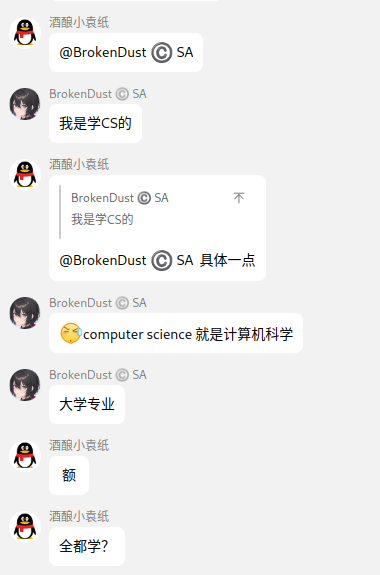 酒酿小袁纸
@BrokenDust © SA
BrokenDust © SA
我是学CS的
酒酿小袁纸
BrokenDust © SA
我是学CS的
@BrokenDust © SA 具体一点
BrokenDust © SA
computer science 就是计算机科学
BrokenDust © SA
大学专业
酒酿小袁纸
额
酒酿小袁纸
全都学?